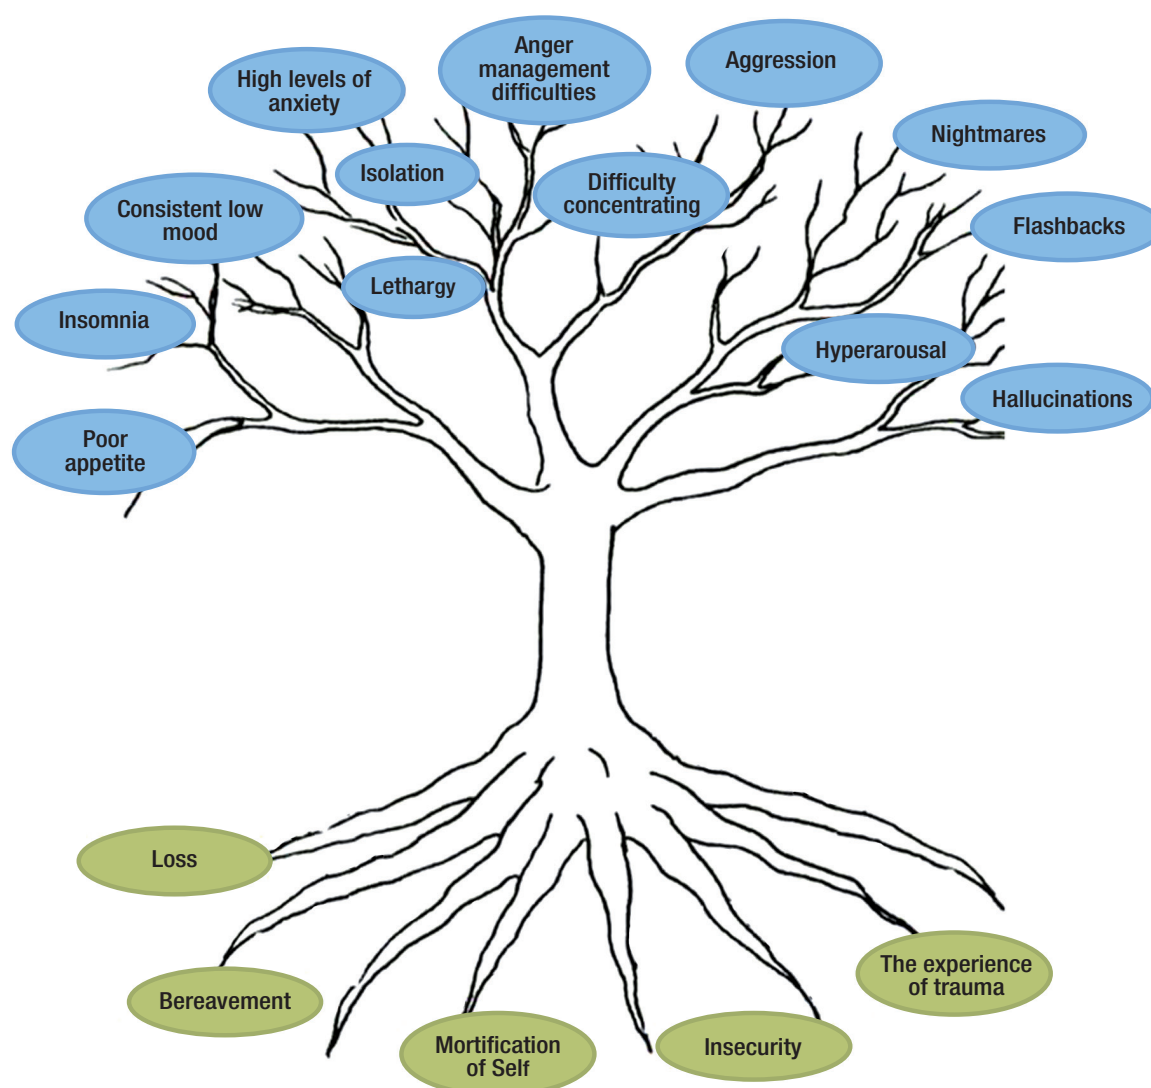 High levels of
anxiety
Anger
management
difficulties
Aggression
Nightmares
Isolation
Difficulty
concentrating
Consistent low
mood
Flashbacks
Lethargy
Insomnia
Hyperarousal
Hallucinations
Poor
appetite
Loss
Bereavement
Mortification
of Self
Insecurity
The experience
of trauma